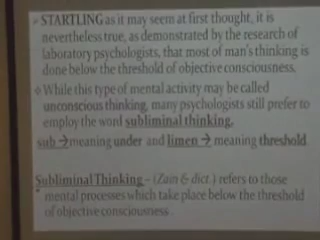 ➢ STARTLING as it may seem at first thought, it is
nevertheless true, as demonstrated by the research of
laboratory psychologists, that most of man's thinking is
done below the threshold of objective consciousness.
❖ While this type of mental activity may be called
unconscious thinking, many psychologists still prefer to
employ the word subliminal thinking.
sub → meaning under and limen → meaning threshold
Subliminal Thinking – (Zain & dict.) refers to those
mental processes which take place below the threshold
of objective consciousness.